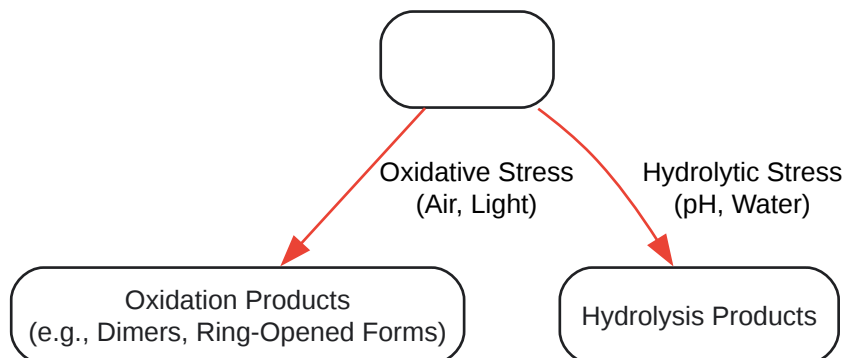 Oxidative Stress
(Air, Light)
Hydrolytic Stress
(pH, Water)
Oxidation Products
(e.g., Dimers, Ring-Opened Forms)
Hydrolysis Products